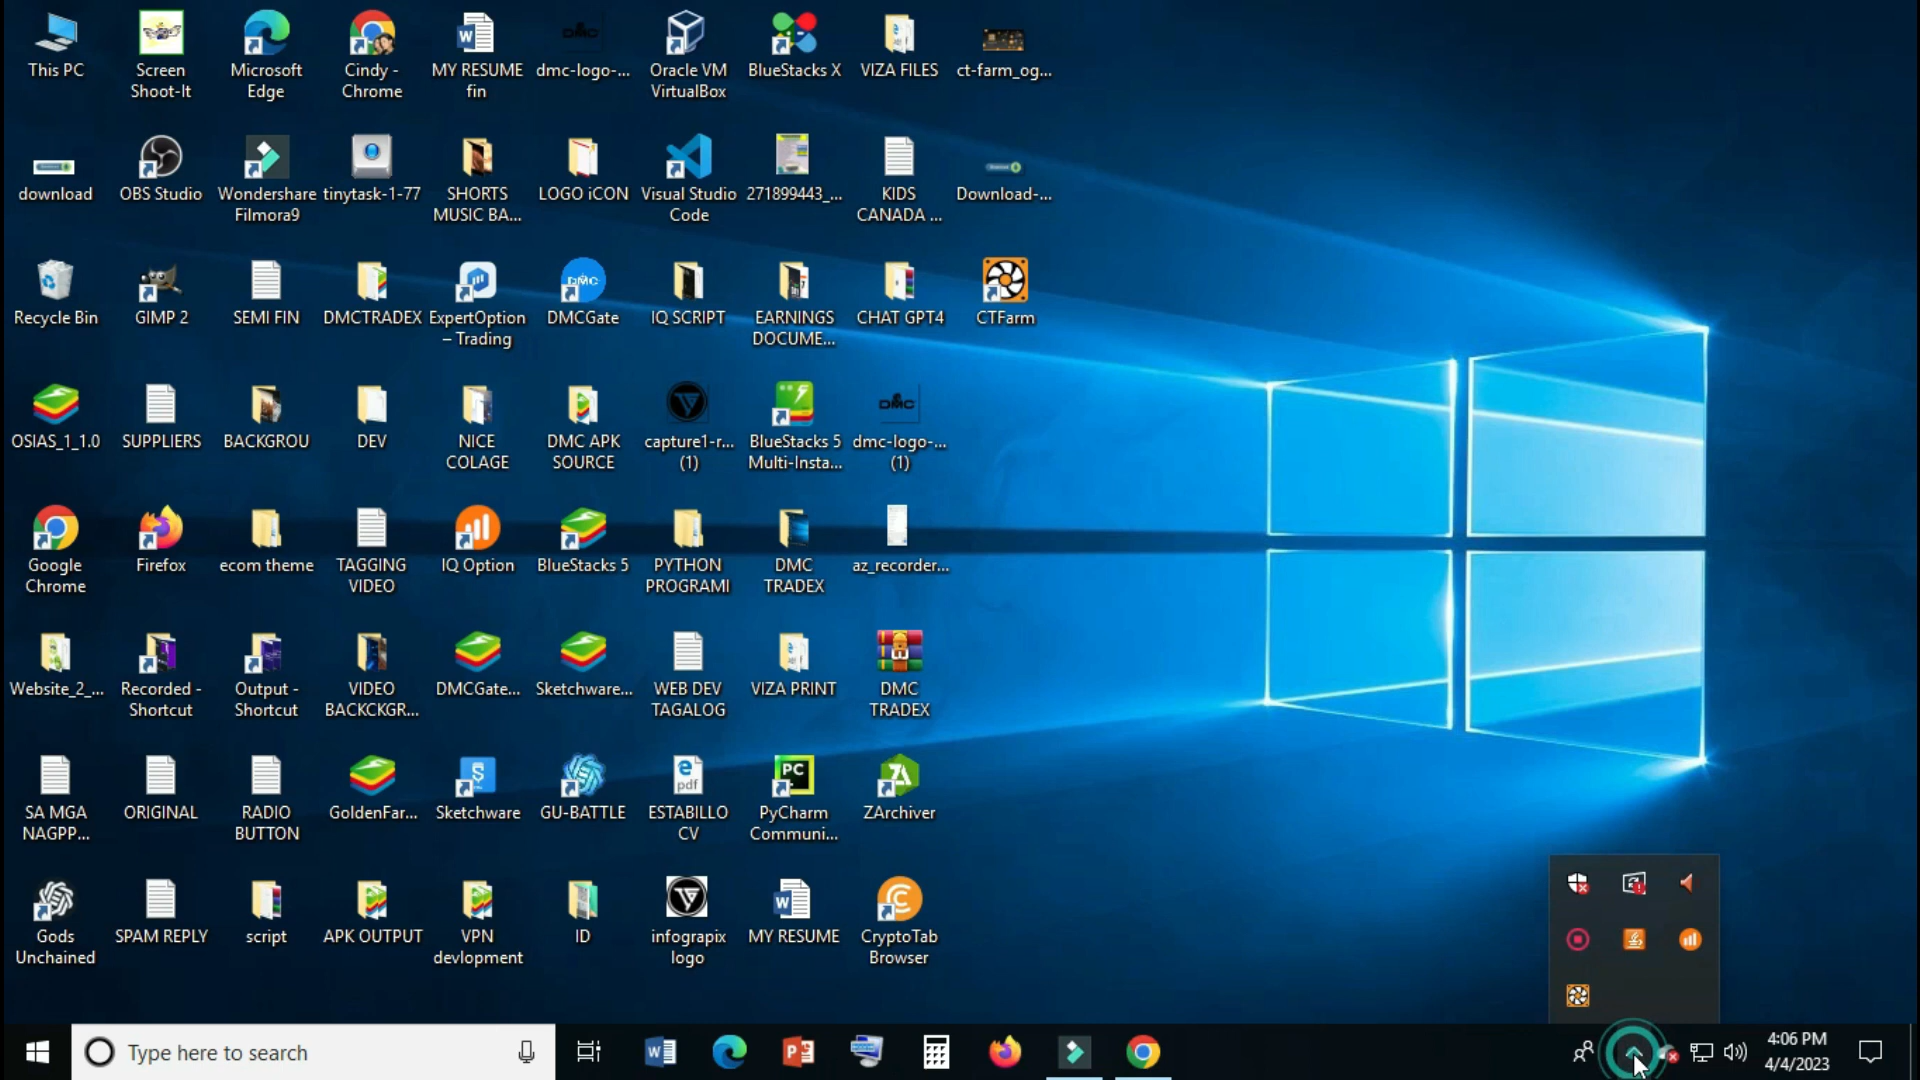 This PC
Screen
Shoot-It
Microsoft
Edge
Cindy -
Chrome
MY RESUME
fin
dmc-logo-...
Oracle VM
VirtualBox
BlueStacks X
VIZA FILES
ct-farm_og...
download
OBS Studio
Wondershare
Filmora9
tinytask-1-77
SHORTS
MUSIC BA...
LOGO iCON
Visual Studio
Code
271899443_...
KIDS
CANADA ...
Download-...
Recycle Bin
GIMP 2
SEMI FIN
DMCTRADEX
ExpertOption
– Trading
DMCGate
IQ SCRIPT
EARNINGS
DOCUME...
CHAT GPT4
CTFarm
OSIAS_1_1.0
SUPPLIERS
BACKGROU
DEV
NICE
COLAGE
DMC APK
SOURCE
capture1-r...
(1)
BlueStacks 5
Multi-Insta...
dmc-logo-...
(1)
Google
Chrome
Firefox
ecom theme
TAGGING
VIDEO
IQ Option
BlueStacks 5
PYTHON
PROGRAMI
DMC
TRADEX
az_recorder...
Website_2_...
Recorded -
Shortcut
Output -
Shortcut
VIDEO
BACKCKGR...
DMCGate...
Sketchware...
WEB DEV
TAGALOG
VIZA PRINT
DMC
TRADEX
SA MGA
NAGPP...
ORIGINAL
RADIO
BUTTON
GoldenFar...
Sketchware
GU-BATTLE
ESTABILLO
CV
PyCharm
Communi...
ZArchiver
Gods
Unchained
SPAM REPLY
script
APK OUTPUT
VPN
devlopment
ID
infograpix
logo
MY RESUME
CryptoTab
Browser
Type here to search
4:06 PM
4/4/2023